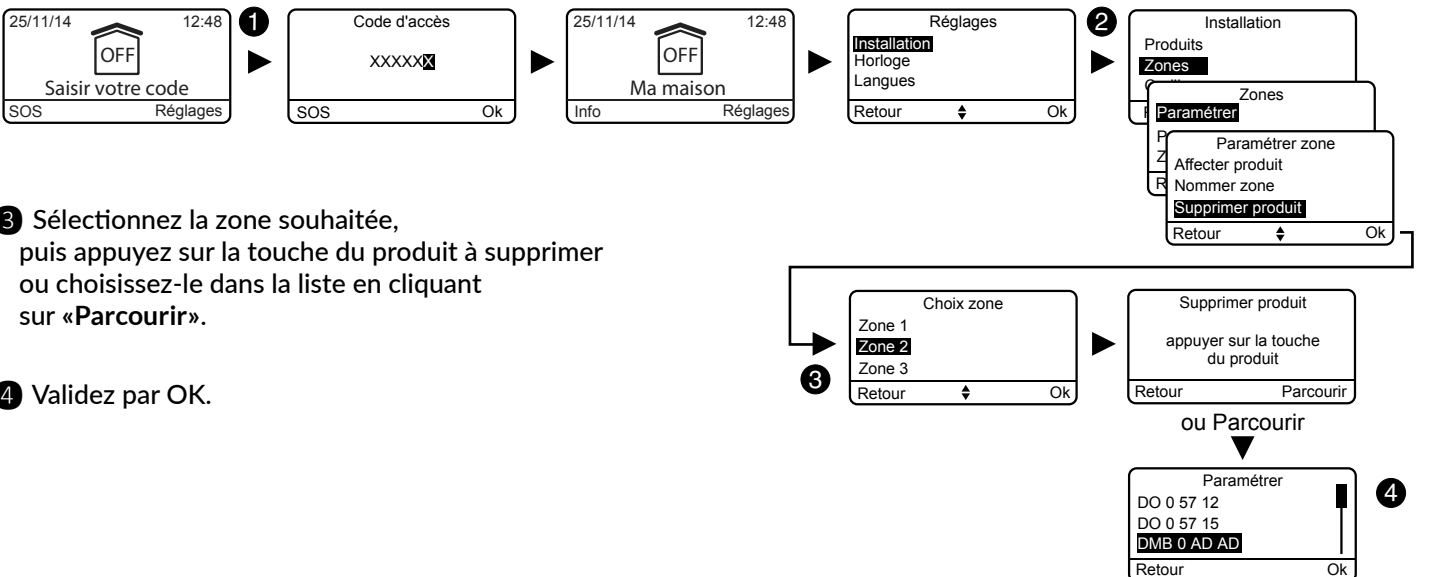 25/11/14 12:48
OFF
Saisir votre code
SOS Réglages
1
Code d'accès
XXXXXX
SOS Ok
25/11/14 12:48
OFF
Ma maison
Info Réglages
Réglages
Installation
Horloge
Langues
Retour Ok
2
Installation
Produits
Zones
Zones
Paramétrer
P
Z
R
Paramétrer zone
Affecter produit
Nommer zone
Supprimer produit
Retour Ok
3 Sélectionnez la zone souhaitée,
puis appuyez sur la touche du produit à supprimer
ou choisissez-le dans la liste en cliquant
sur «Parcourir».
4 Validez par OK.
3
Choix zone
Zone 1
Zone 2
Zone 3
Retour Ok
Supprimer produit
appuyer sur la touche
du produit
Retour Parcourir
ou Parcourir
Paramétrer
DO 0 57 12
DO 0 57 15
DMB 0 AD AD
Retour Ok
4